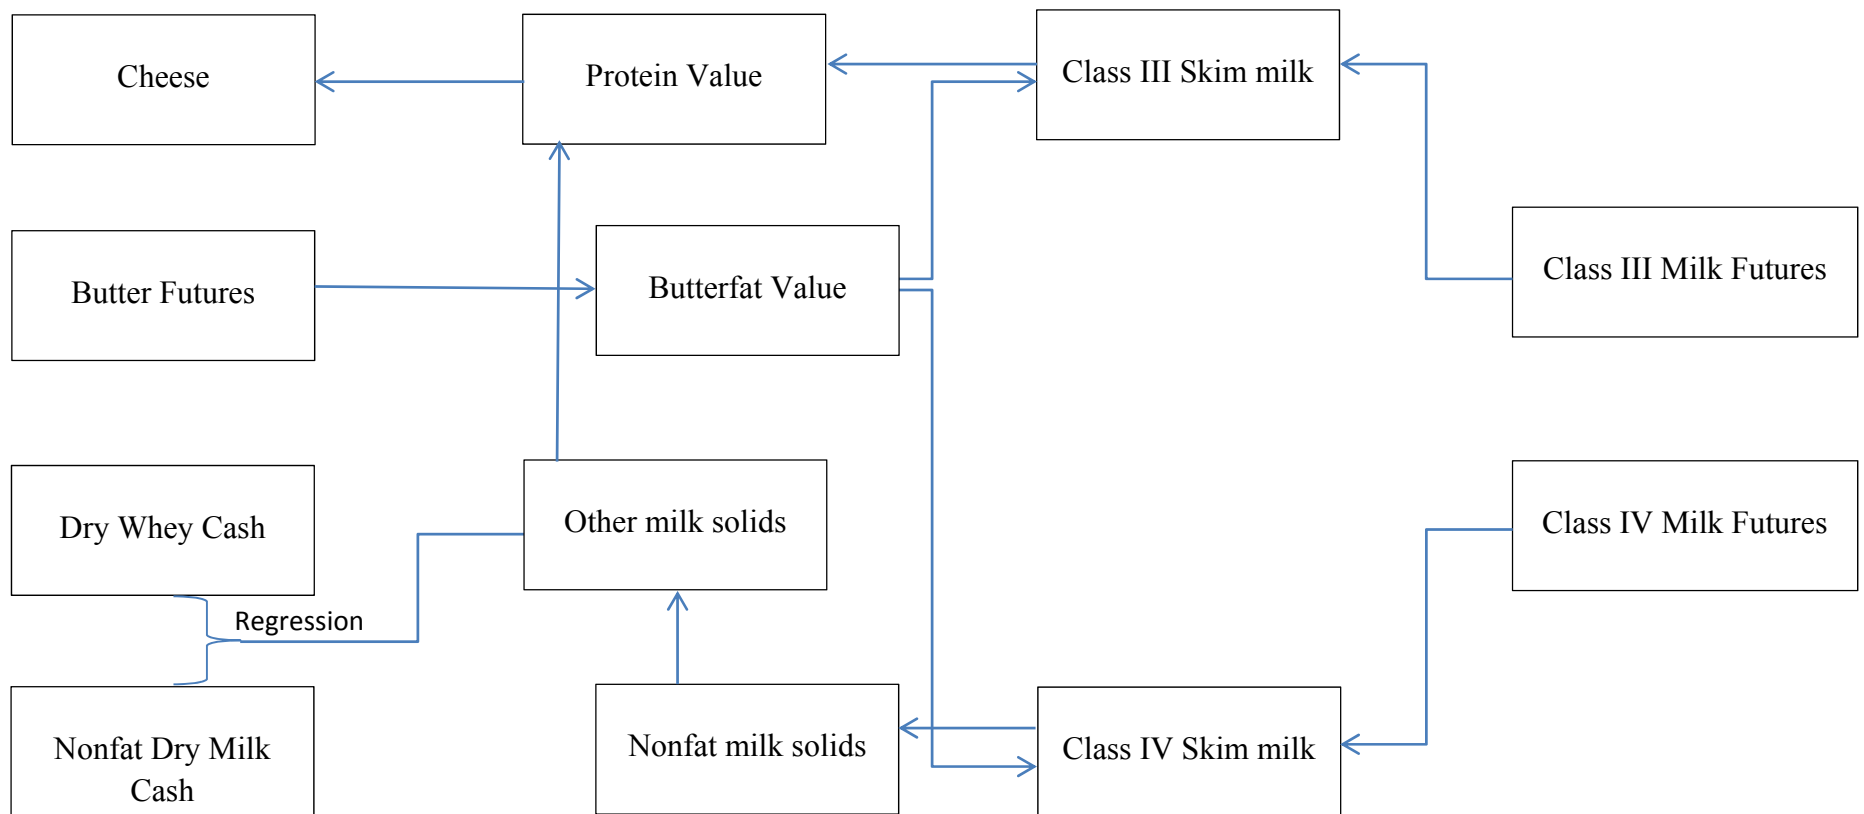 Cheese
Protein Value
Class III Skim milk
Butter Futures
Butterfat Value
Class III Milk Futures
Dry Whey Cash
Other milk solids
Class IV Milk Futures
Regression
Nonfat Dry Milk
Cash
Nonfat milk solids
Class IV Skim milk